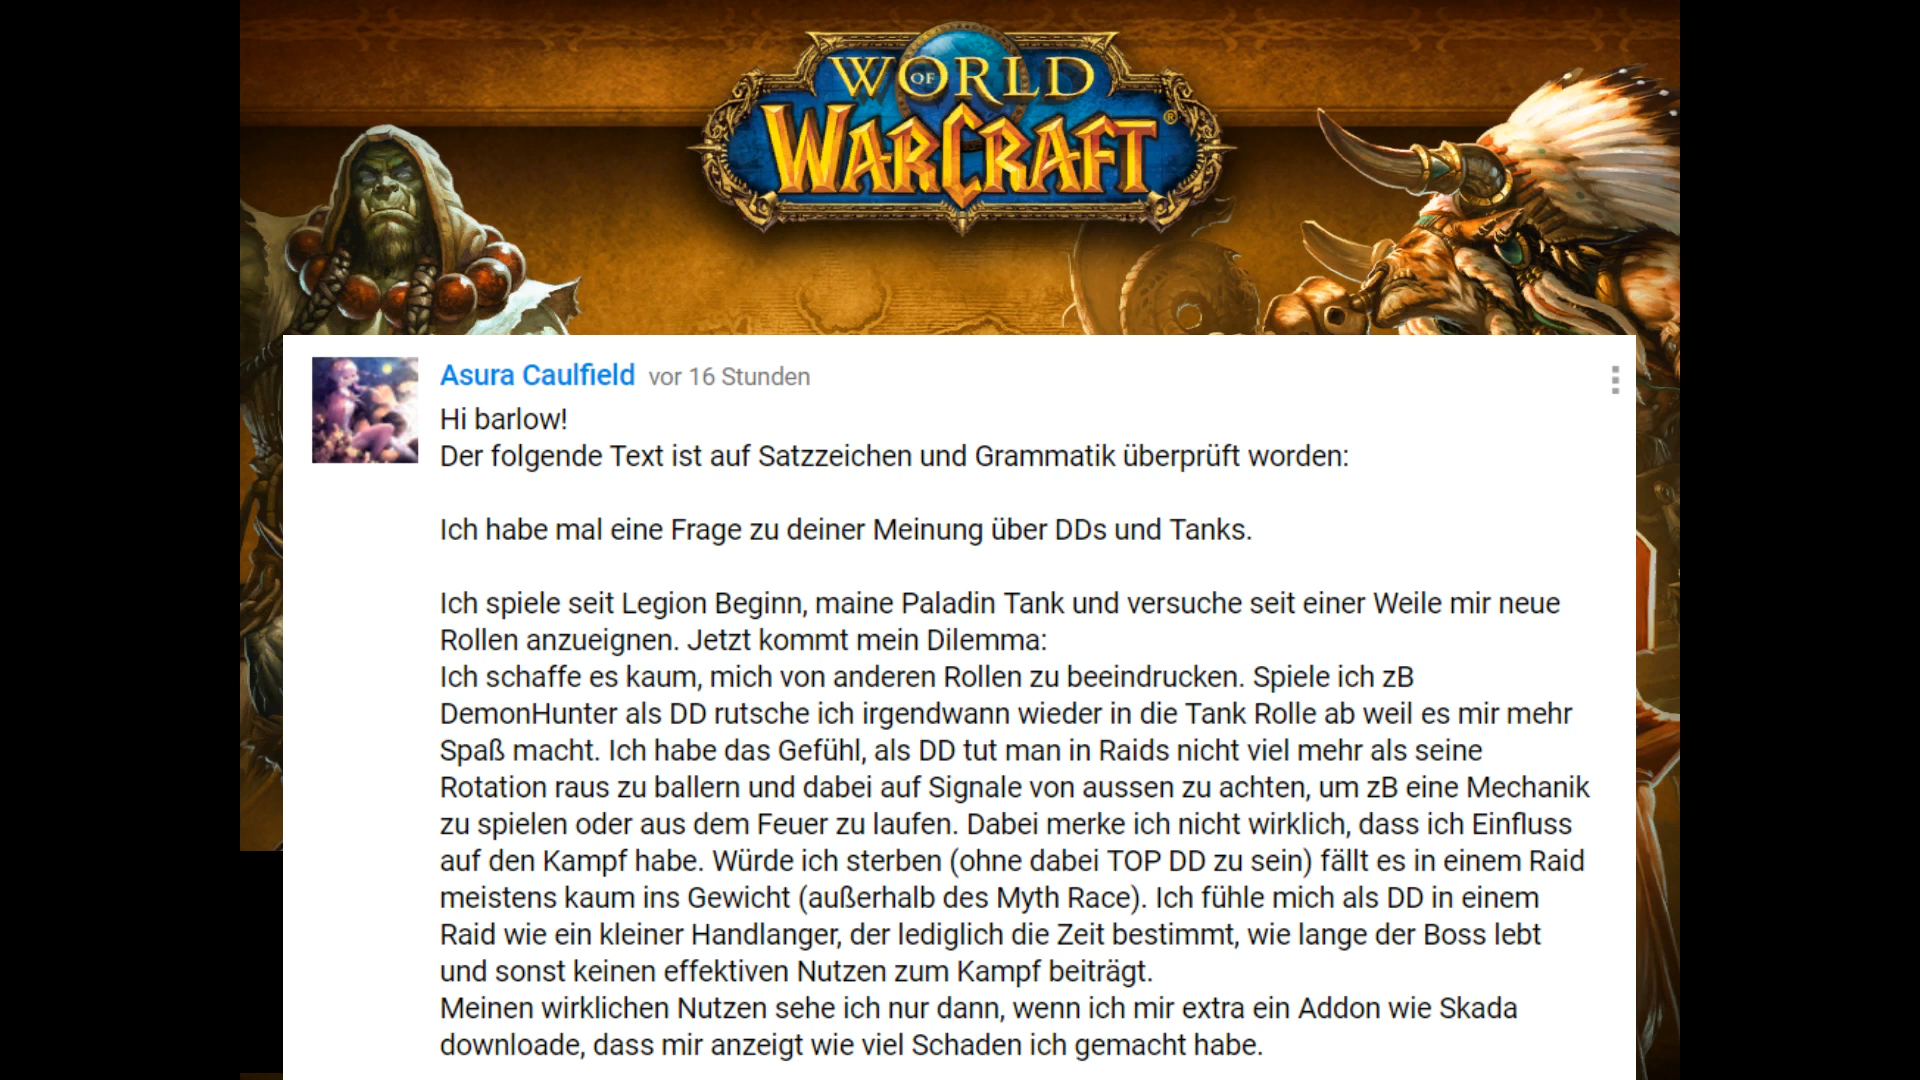 WORLD
OF
WARCRAFT®
Asura Caulfield vor 16 Stunden
Hi barlow!
Der folgende Text ist auf Satzzeichen und Grammatik überprüft worden:
Ich habe mal eine Frage zu deiner Meinung über DDs und Tanks.
Ich spiele seit Legion Beginn, maine Paladin Tank und versuche seit einer Weile mir neue
Rollen anzueignen. Jetzt kommt mein Dilemma:
Ich schaffe es kaum, mich von anderen Rollen zu beeindrucken. Spiele ich zB
DemonHunter als DD rutsche ich irgendwann wieder in die Tank Rolle ab weil es mir mehr
Spaß macht. Ich habe das Gefühl, als DD tut man in Raids nicht viel mehr als seine
Rotation raus zu ballern und dabei auf Signale von aussen zu achten, um zB eine Mechanik
zu spielen oder aus dem Feuer zu laufen. Dabei merke ich nicht wirklich, dass ich Einfluss
auf den Kampf habe. Würde ich sterben (ohne dabei TOP DD zu sein) fällt es in einem Raid
meistens kaum ins Gewicht (außerhalb des Myth Race). Ich fühle mich als DD in einem
Raid wie ein kleiner Handlanger, der lediglich die Zeit bestimmt, wie lange der Boss lebt
und sonst keinen effektiven Nutzen zum Kampf beiträgt.
Meinen wirklichen Nutzen sehe ich nur dann, wenn ich mir extra ein Addon wie Skada
downloade, dass mir anzeigt wie viel Schaden ich gemacht habe.